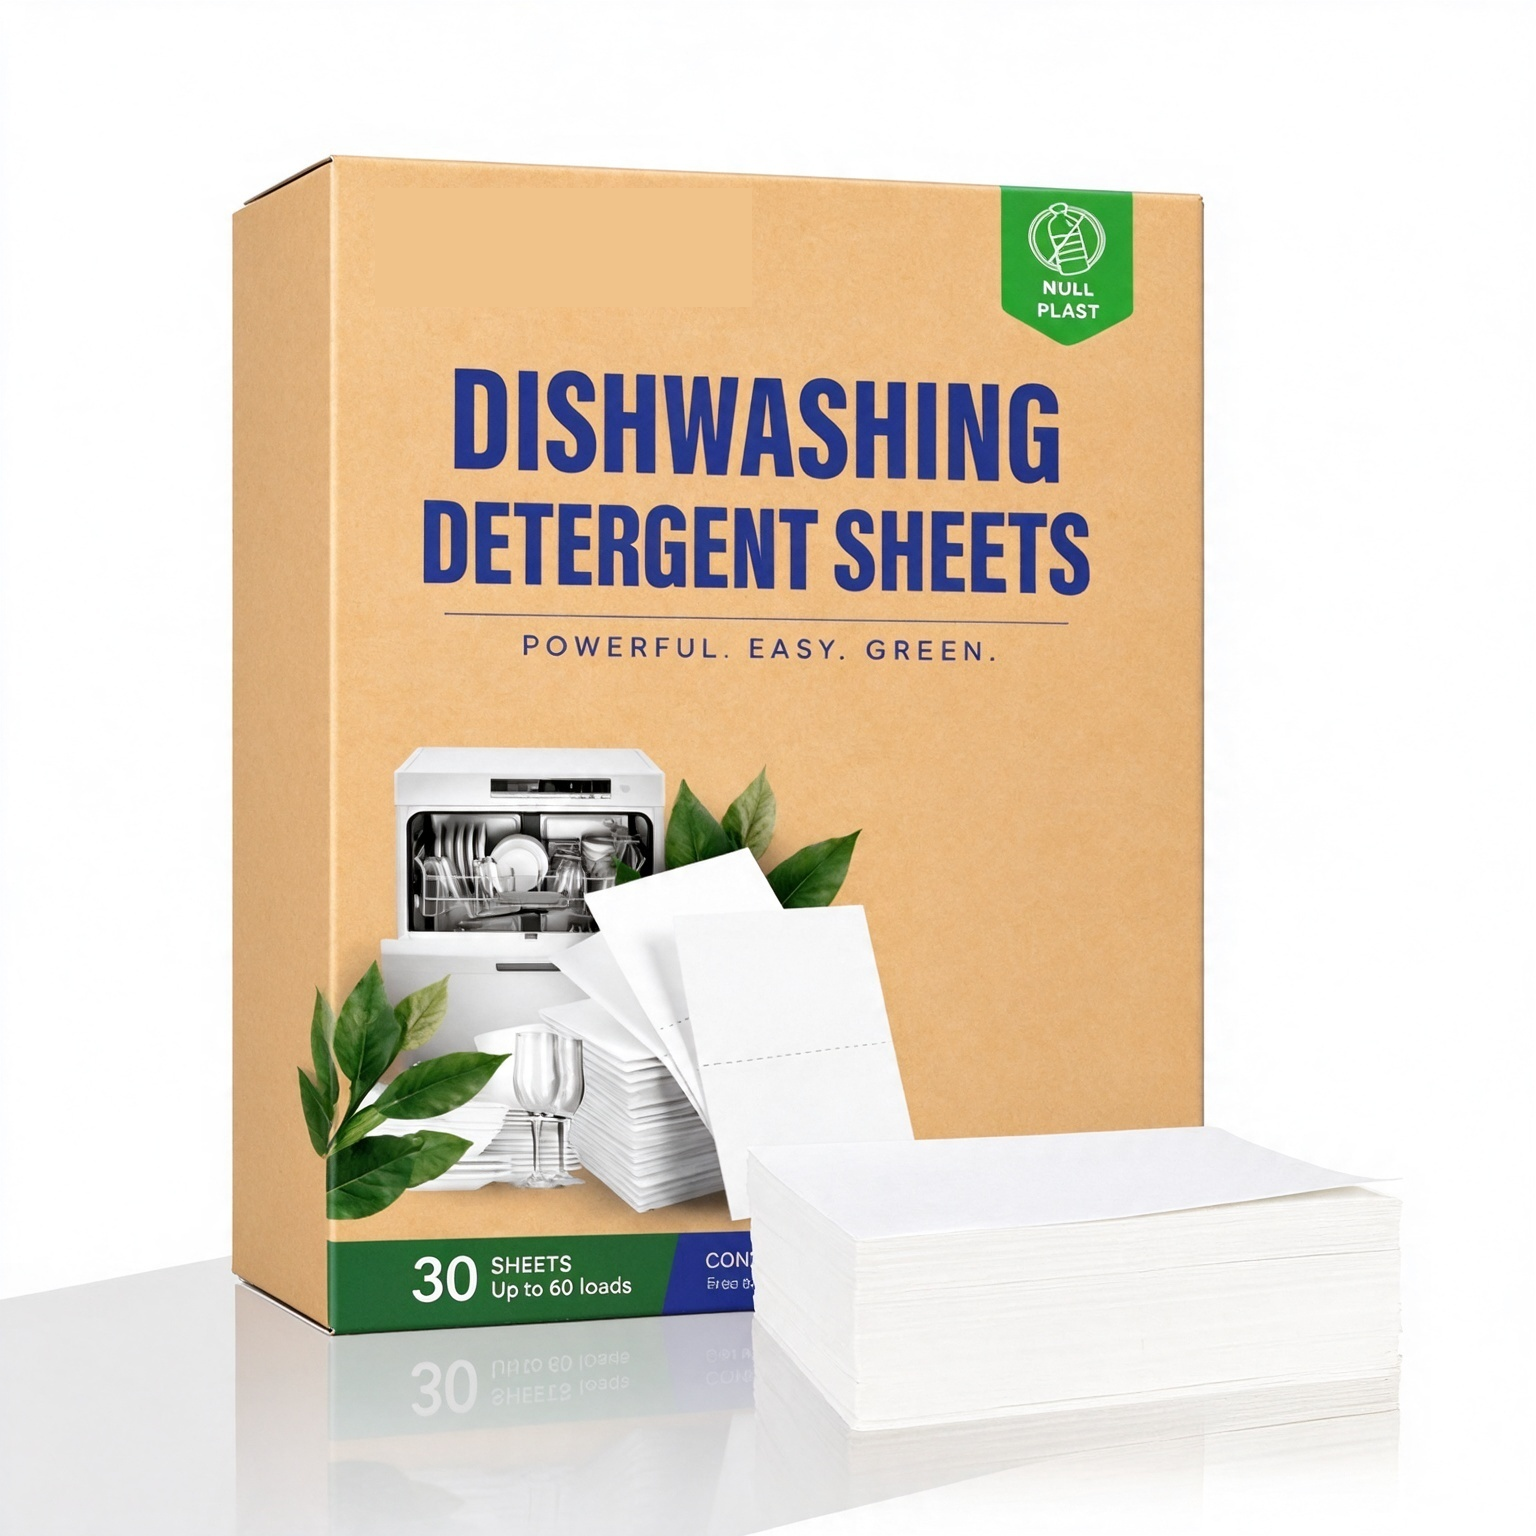 NULL
PLAST
DISHWASHING
DETERGENT SHEETS
POWERFUL. EASY. GREEN.
30 SHEETS
Up to 60 loads